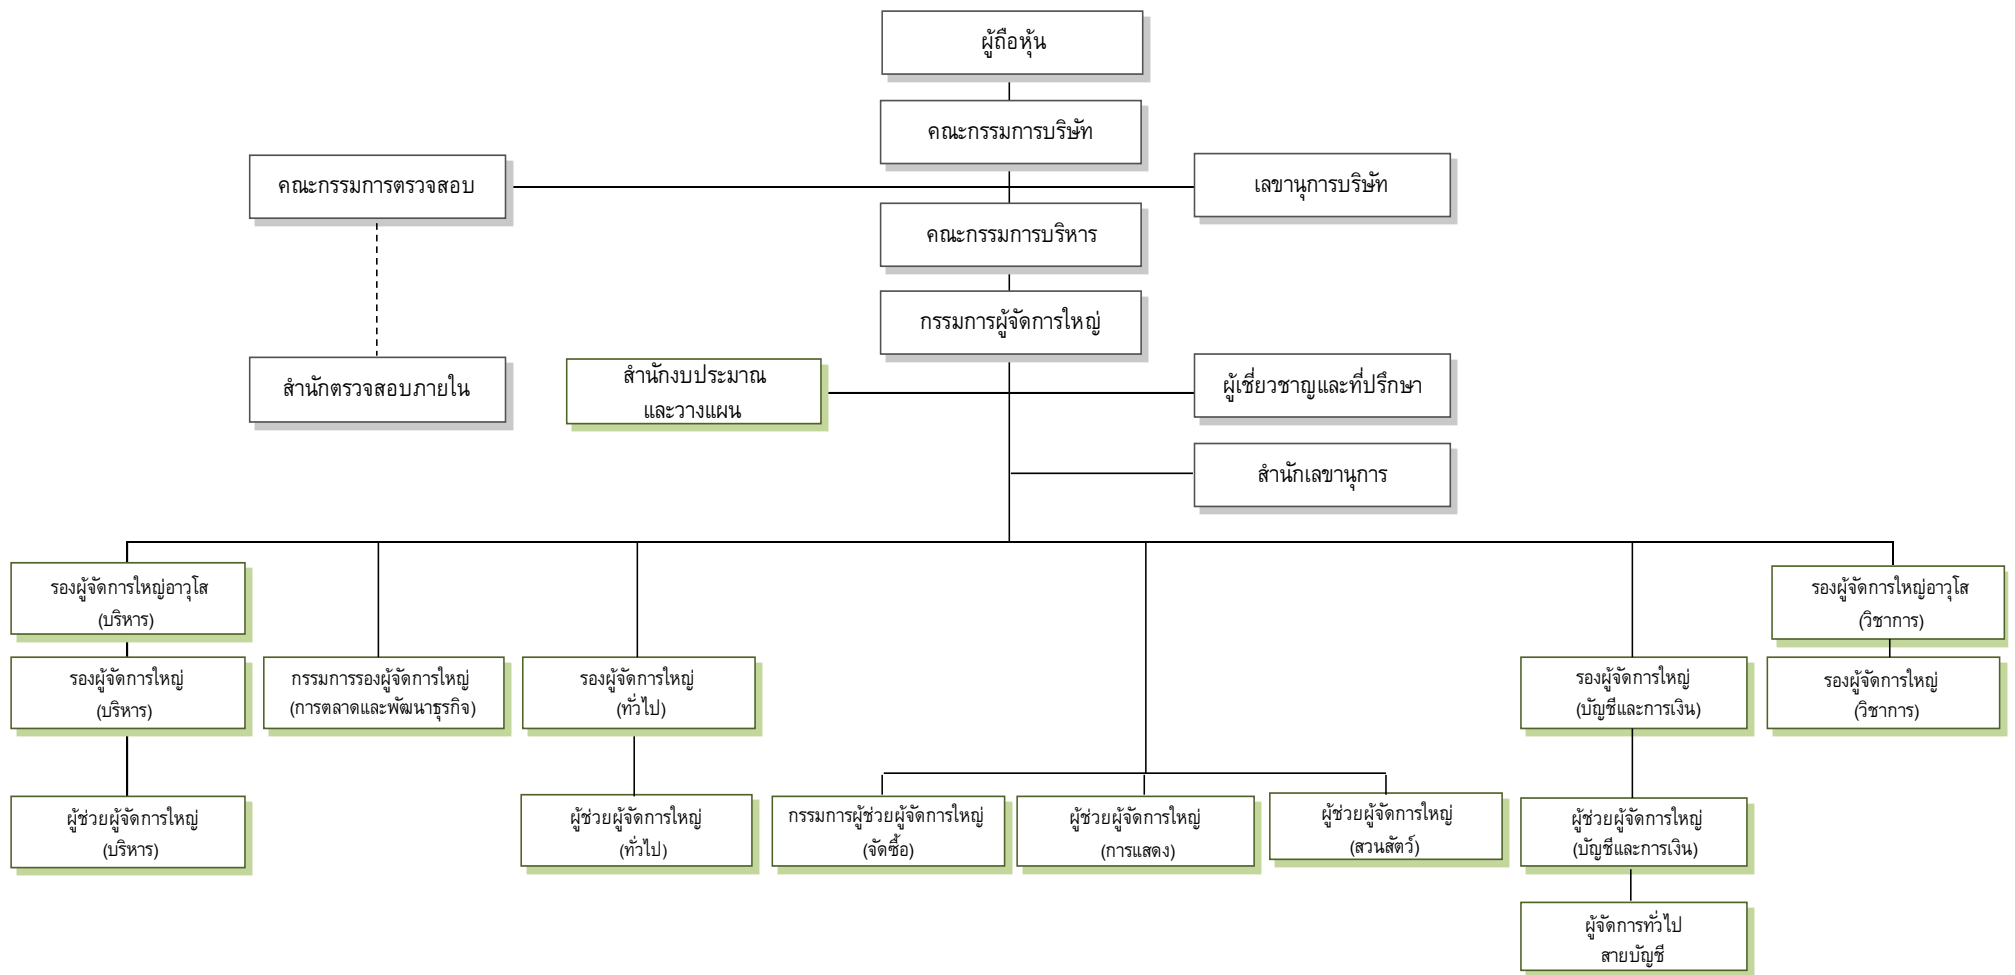 ผู้ถือหุ้น
คณะกรรมการบริษัท
คณะกรรมการตรวจสอบ
เลขานุการบริษัท
คณะกรรมการบริหาร
กรรมการผู้จัดการใหญ่
สำนักตรวจสอบภายใน
สำนักงบประมาณ
และวางแผน
ผู้เชี่ยวชาญและที่ปรึกษา
สำนักเลขานุการ
รองผู้จัดการใหญ่อาวุโส
(บริหาร)
รองผู้จัดการใหญ่อาวุโส
(วิชาการ)
รองผู้จัดการใหญ่
(บริหาร)
กรรมการรองผู้จัดการใหญ่
(การตลาดและพัฒนาธุรกิจ)
รองผู้จัดการใหญ่
(ทั่วไป)
รองผู้จัดการใหญ่
(บัญชีและการเงิน)
รองผู้จัดการใหญ่
(วิชาการ)
ผู้ช่วยผู้จัดการใหญ่
(บริหาร)
ผู้ช่วยผู้จัดการใหญ่
(ทั่วไป)
กรรมการผู้ช่วยผู้จัดการใหญ่
(จัดซื้อ)
ผู้ช่วยผู้จัดการใหญ่
(การแสดง)
ผู้ช่วยผู้จัดการใหญ่
(สวนสัตว์)
ผู้ช่วยผู้จัดการใหญ่
(บัญชีและการเงิน)
ผู้จัดการทั่วไป
สายบัญชี